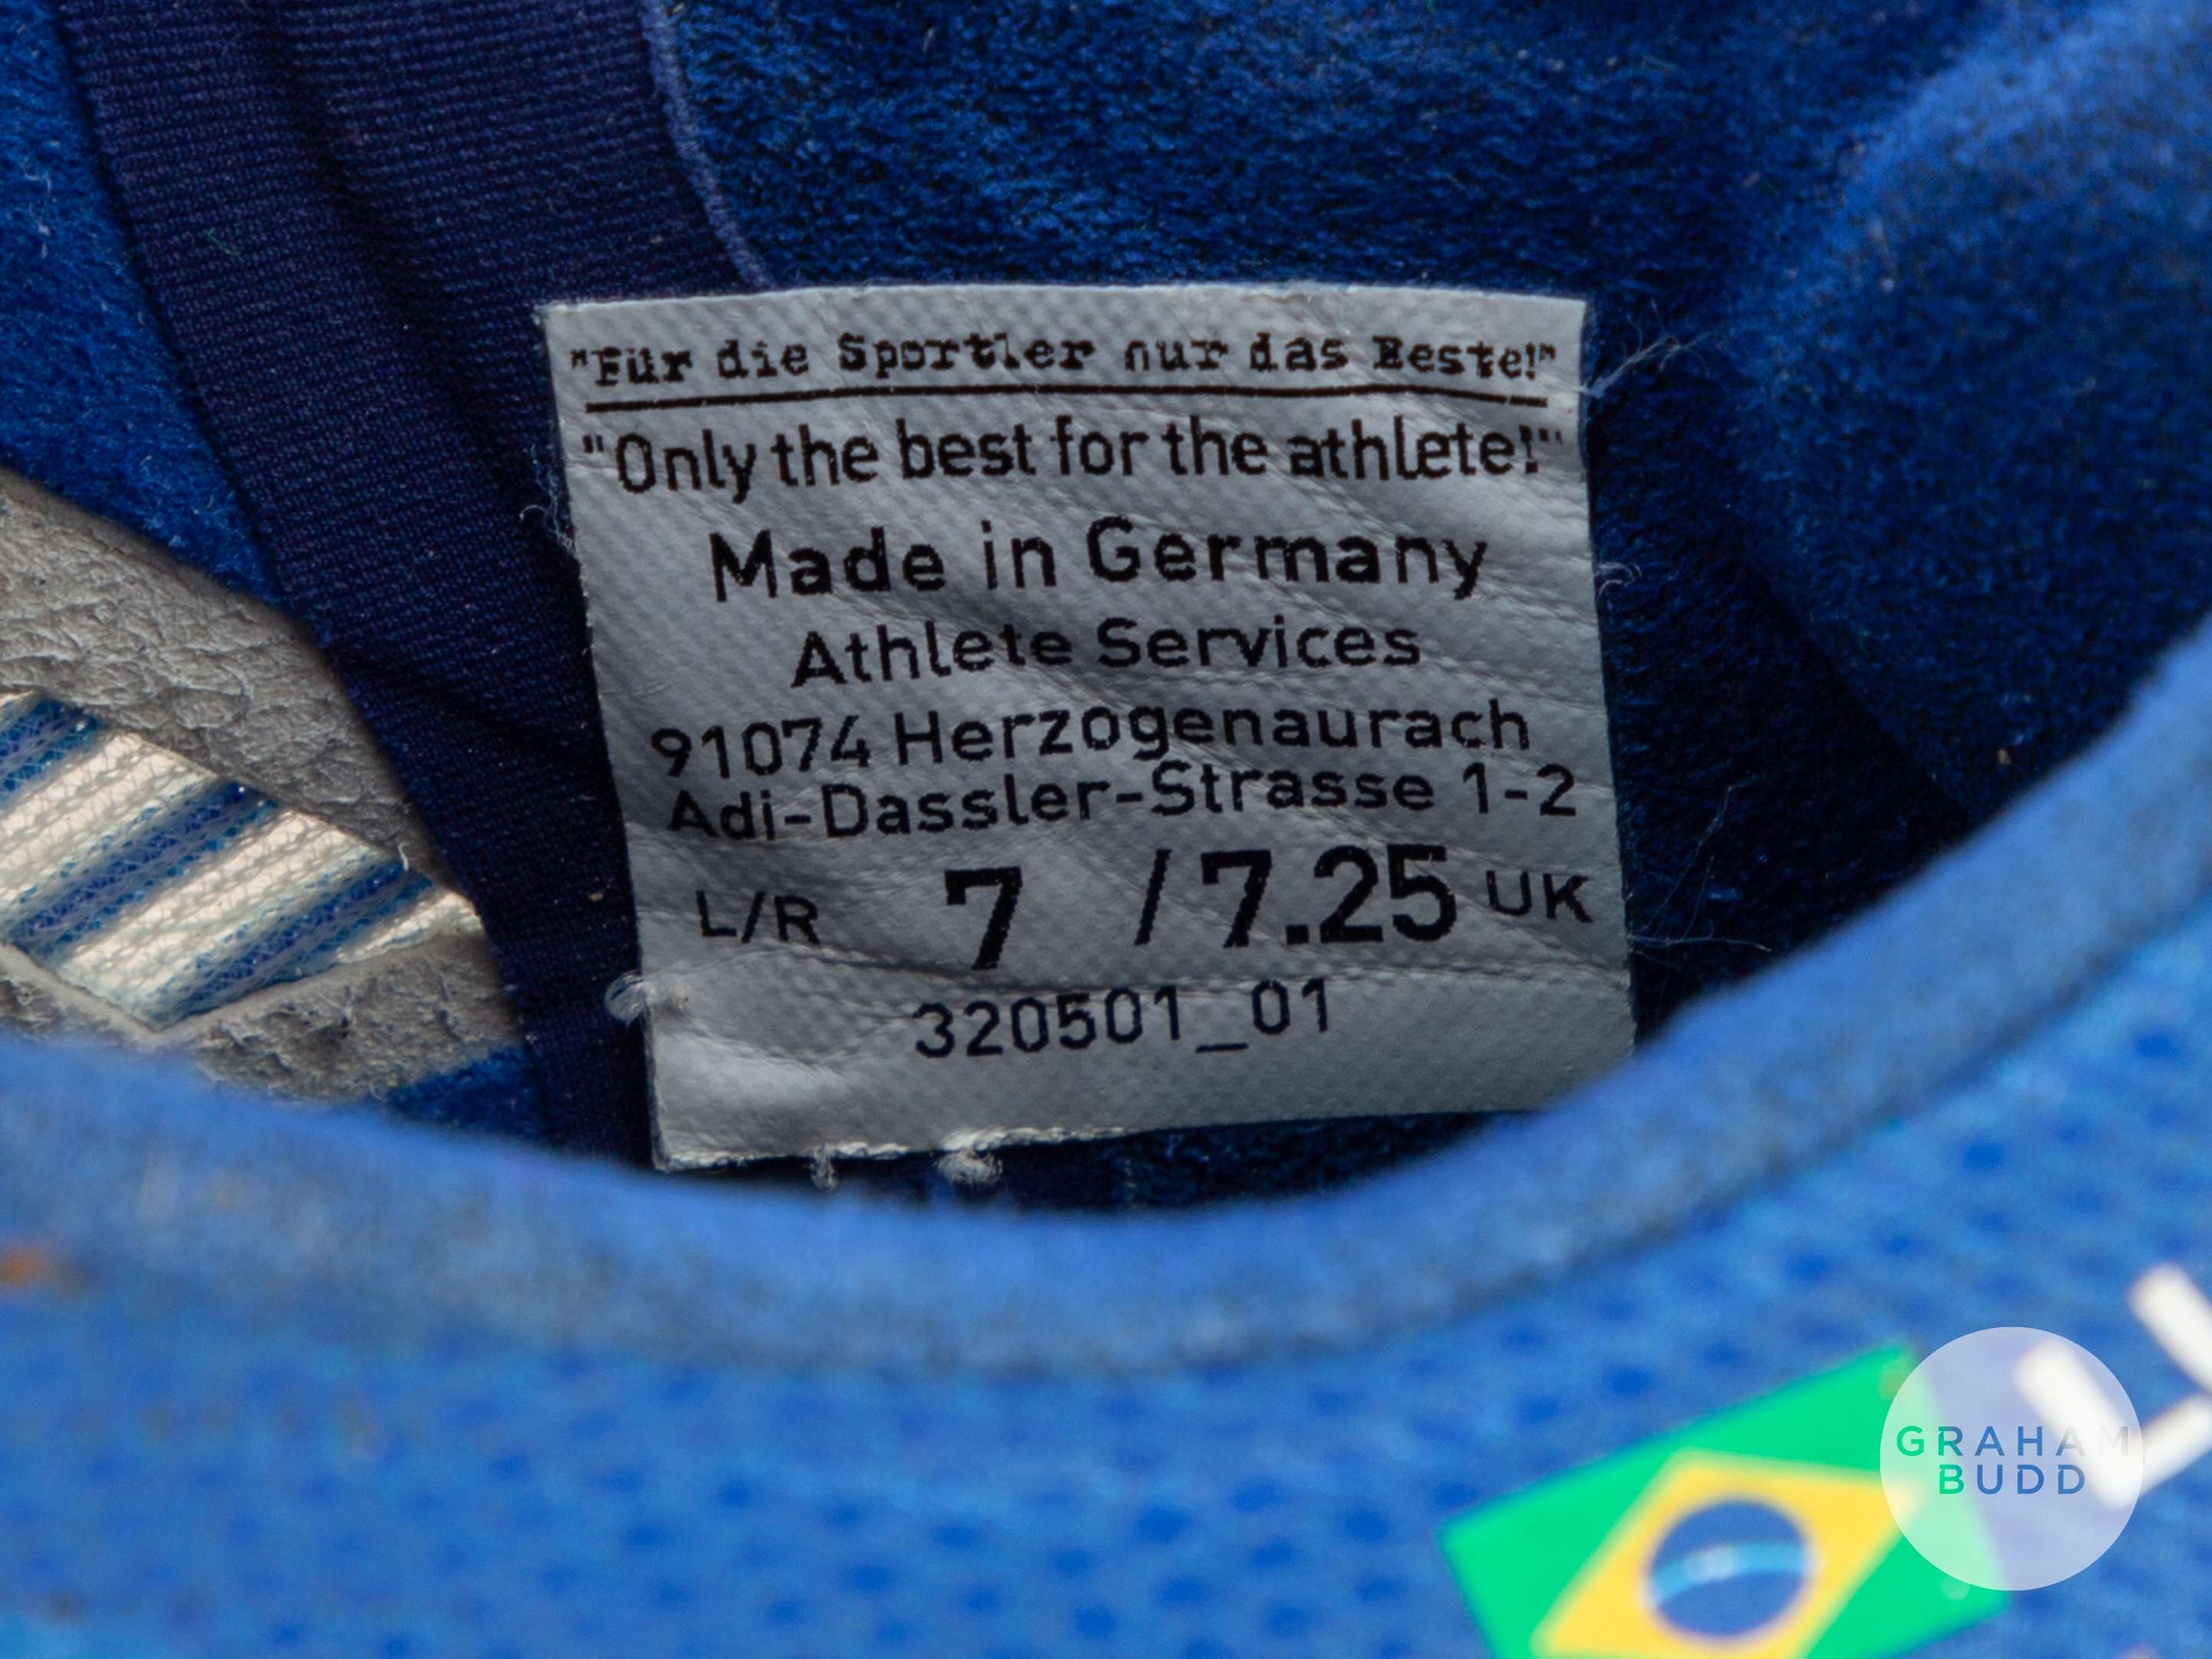 "Für die Sportler nur das Beste!"
"Only the best for the athlete!"
Made in Germany
Athlete Services
91074 Herzogenaurach
Adi-Dassler-Strasse 1-2
L/R 7 / 7.25 UK
320501_01
GRAHAM
BUDD